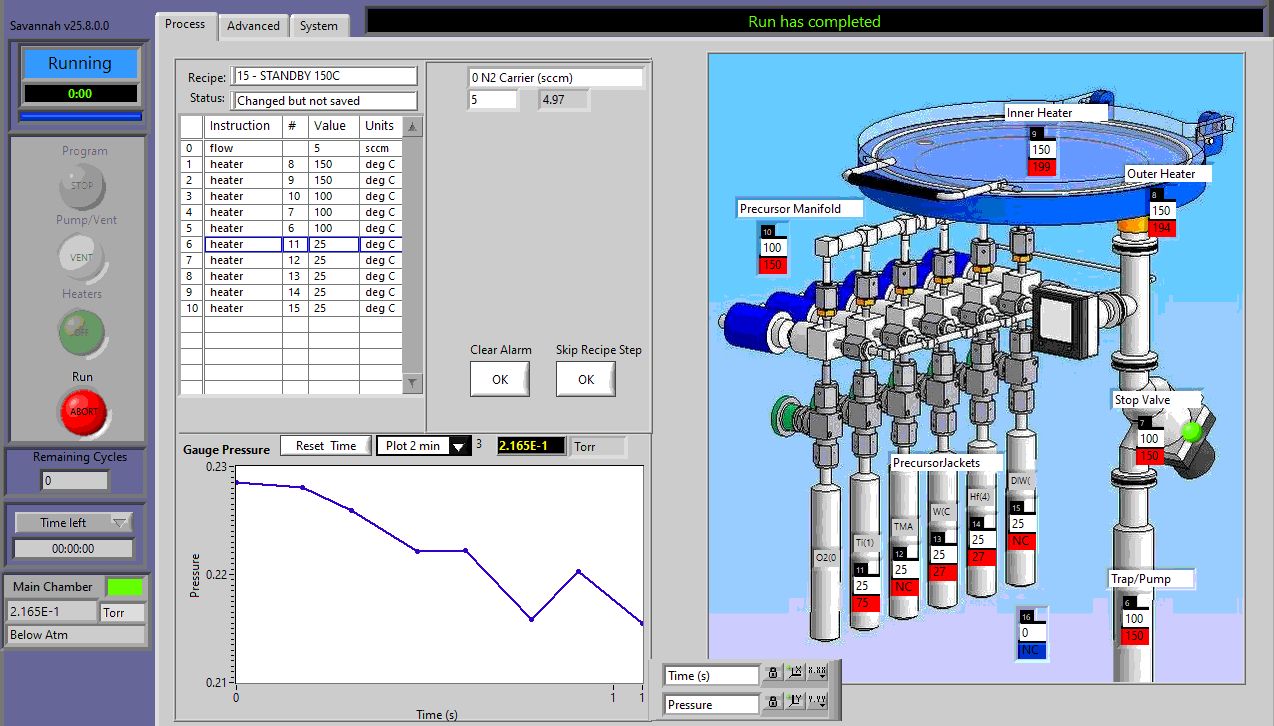 Savannah v25.8.0.0
Process
Advanced
System
Run has completed
Running
0:00
Program
STOP
Pump/Vent
VENT
Heaters
OFF
Run
ABORT
Remaining Cycles
0
Time left
00:00:00
Main Chamber
2.165E-1 Torr
Below Atm
Recipe: 15 - STANDBY 150C
Status: Changed but not saved
Instruction # Value Units
0 flow 5 sccm
1 heater 8 150 deg C
2 heater 9 150 deg C
3 heater 10 100 deg C
4 heater 7 100 deg C
5 heater 6 100 deg C
6 heater 11 25 deg C
7 heater 12 25 deg C
8 heater 13 25 deg C
9 heater 14 25 deg C
10 heater 15 25 deg C
0 N2 Carrier (sccm)
5 4.97
Clear Alarm Skip Recipe Step
OK OK
Gauge Pressure Reset Time Plot 2 min 3 2.165E-1 Torr
0.23
0.22
0.21
Pressure
0 1 1
Time (s)
Inner Heater
9
150
199
Outer Heater
8
150
194
Precursor Manifold
10
100
150
Stop Valve
7
100
150
PrecursorJackets
O2(0
TI(1)
11
25
75
TMA
12
25
NC
W(C
13
25
27
Hf(4)
14
25
27
DIW(
15
25
NC
16
0
NC
Trap/Pump
6
100
150
Time (s) X.XX
Pressure Y.YY